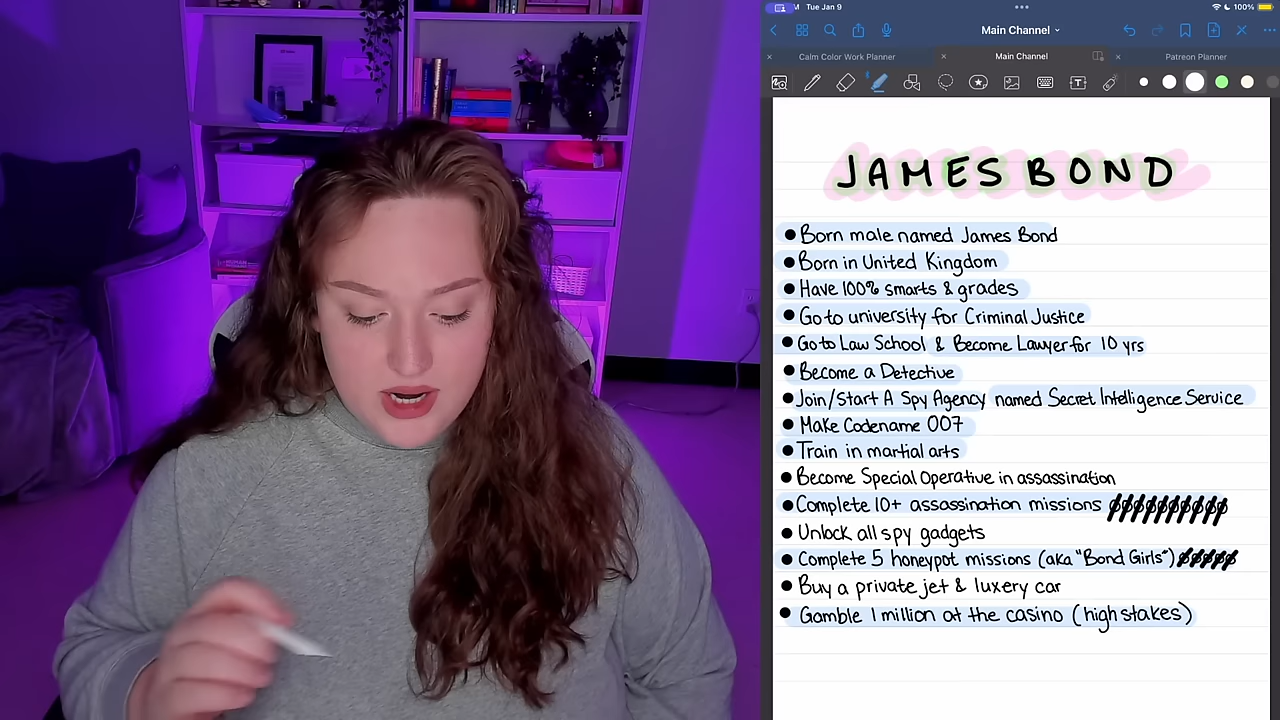 Tue Jan 9
100%
Main Channel
Calm Color Work Planner
Main Channel
Patreon Planner
JAMES BOND
Born male named James Bond
Born in United Kingdom
Have 100% smarts & grades
Go to university for Criminal Justice
Go to Law School & Become Lawyer for 10 yrs
Become a Detective
Join/Start A Spy Agency named Secret Intelligence Service
Make Codename 007
Train in martial arts
Become Special Operative in assassination
Complete 10+ assassination missions
Unlock all spy gadgets
Complete 5 honeypot missions (aka "Bond Girls")
Buy a private jet & luxery car
Gamble 1 million at the casino (high stakes)